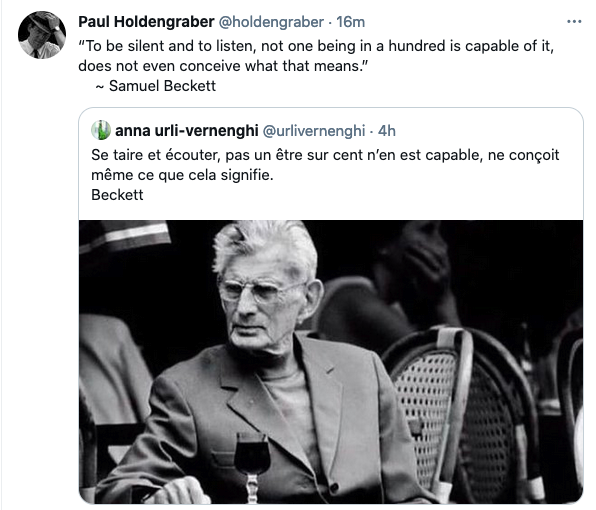 Paul Holdengraber @holdengraber · 16m
“To be silent and to listen, not one being in a hundred is capable of it,
does not even conceive what that means.”
~ Samuel Beckett
anna urli-vernenghi @urlivernenghi · 4h
Se taire et écouter, pas un être sur cent n’en est capable, ne conçoit
même ce que cela signifie.
Beckett